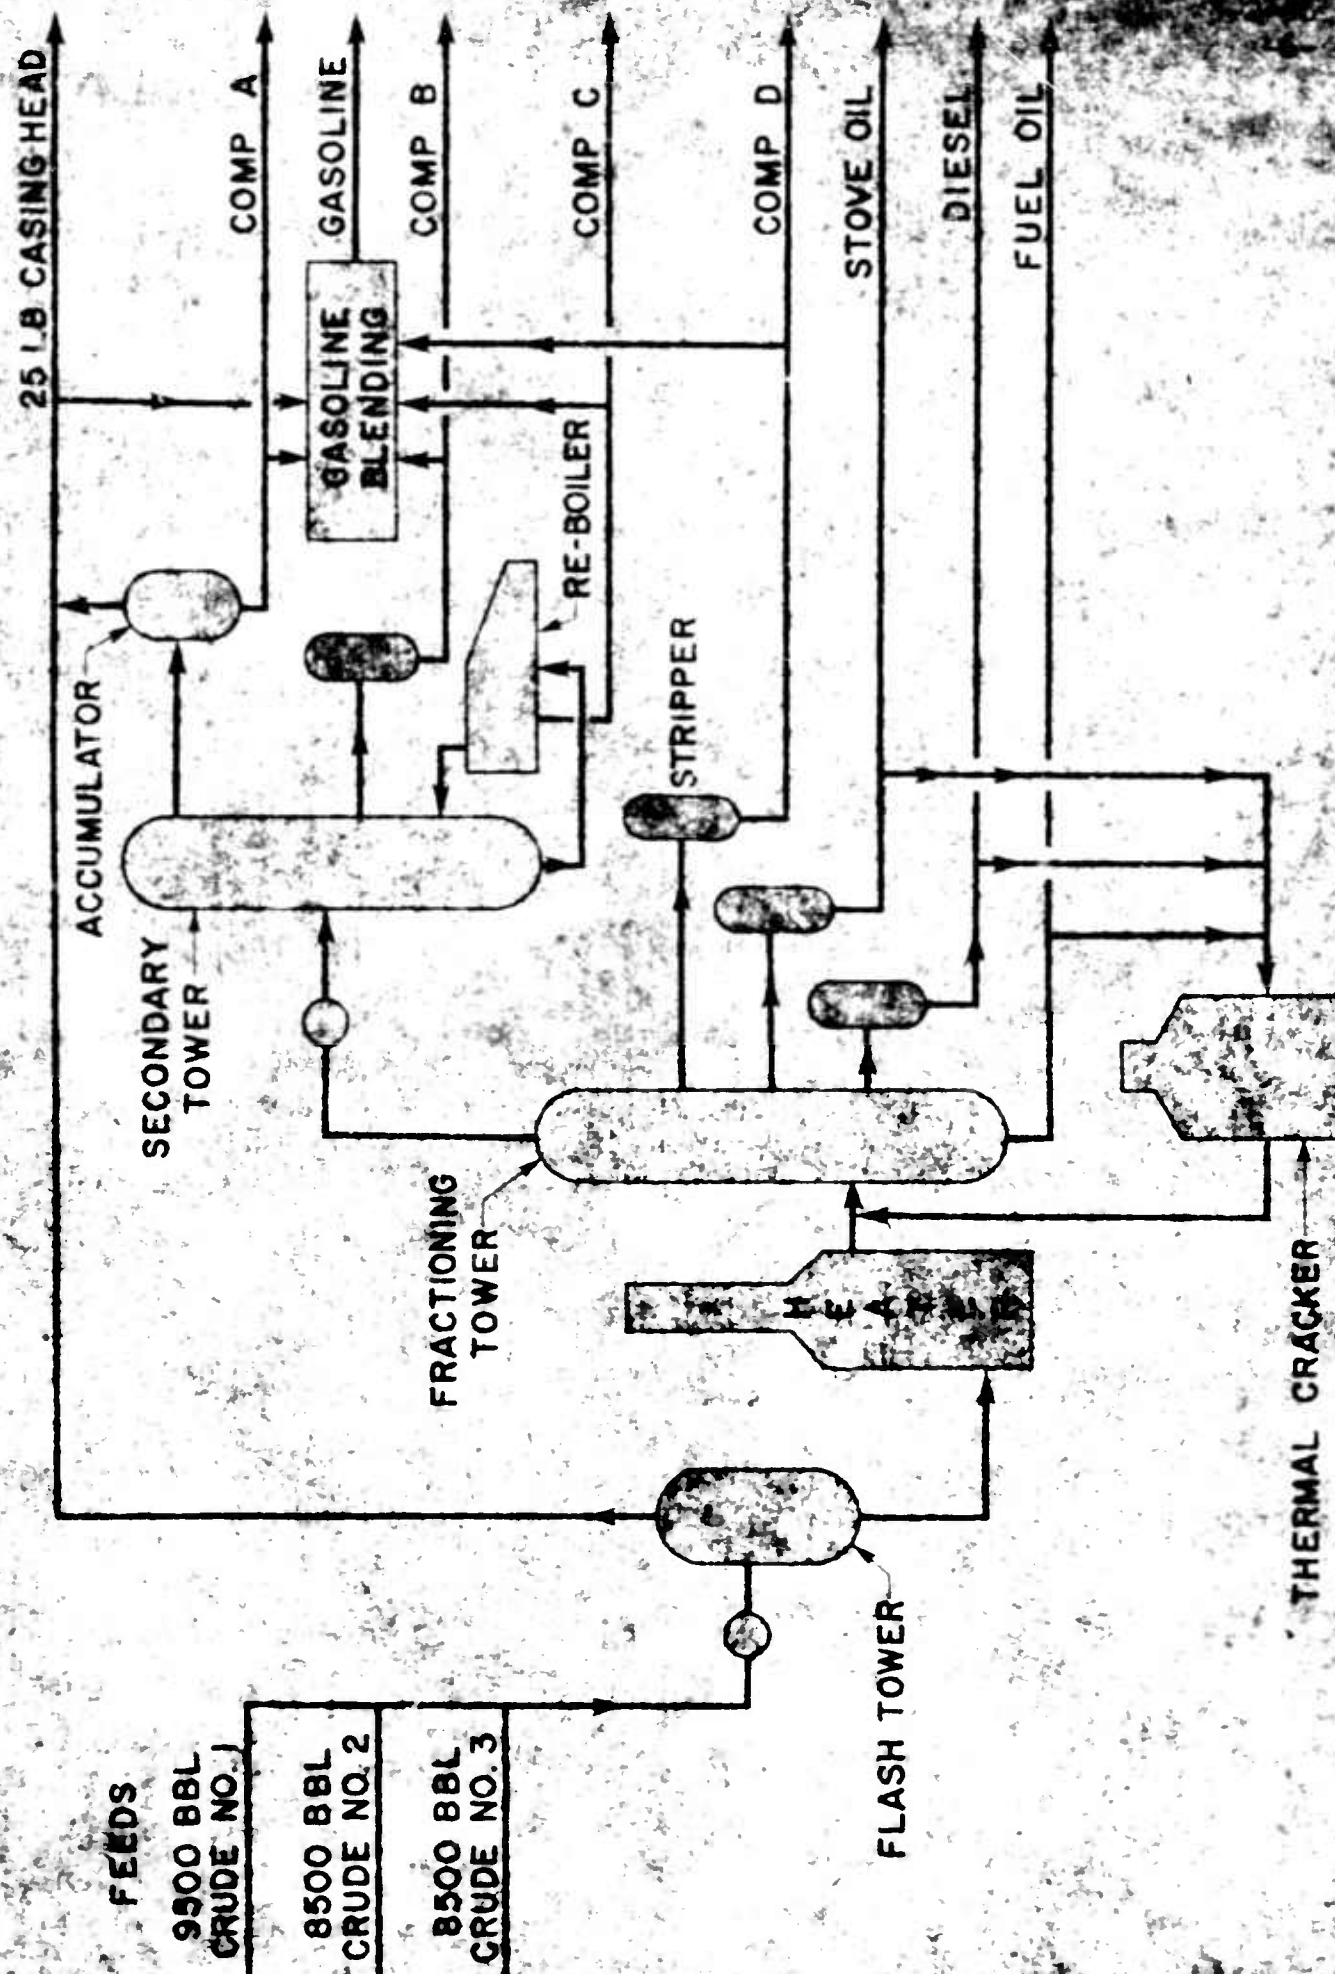 FEEDS
9500 BBL
CRUDE NO. 1
8500 BBL
CRUDE NO. 2
8500 BBL
CRUDE NO. 3
FLASH TOWER
HEATER
FRACTIONING
TOWER
THERMAL CRACKER
SECONDARY
TOWER
ACCUMULATOR
STRIPPER
RE-BOILER
GASOLINE
BLENDING
25 LB CASING HEAD
COMP A
GASOLINE
COMP B
COMP C
COMP D
STOVE OIL
DIESEL
FUEL OIL